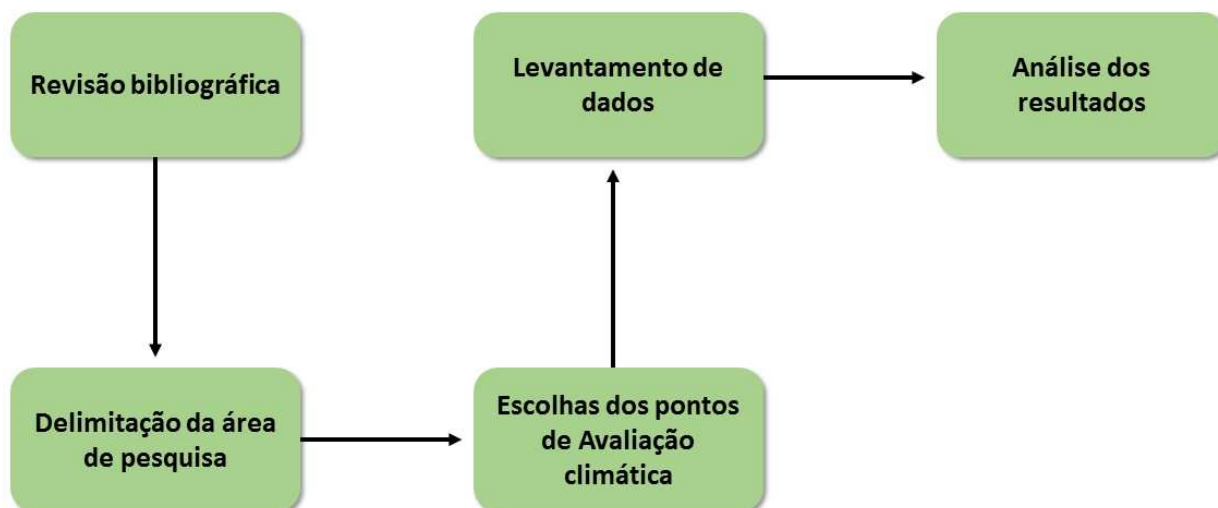 Revisão bibliográfica
Delimitação da área
de pesquisa
Escolhas dos pontos
de Avaliação
climática
Levantamento de
dados
Análise dos
resultados